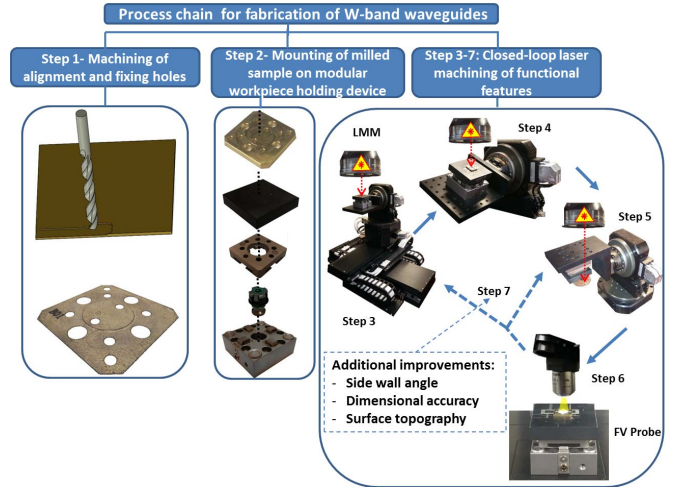 Process chain for fabrication of W-band waveguides
Step 1- Machining of
alignment and fixing holes
Step 2- Mounting of milled
sample on modular
workpiece holding device
Step 3-7: Closed-loop laser
machining of functional
features
LMM
Step 4
Step 5
Step 3
Step 7
Additional improvements:
- Side wall angle
- Dimensional accuracy
- Surface topography
Step 6
FV Probe